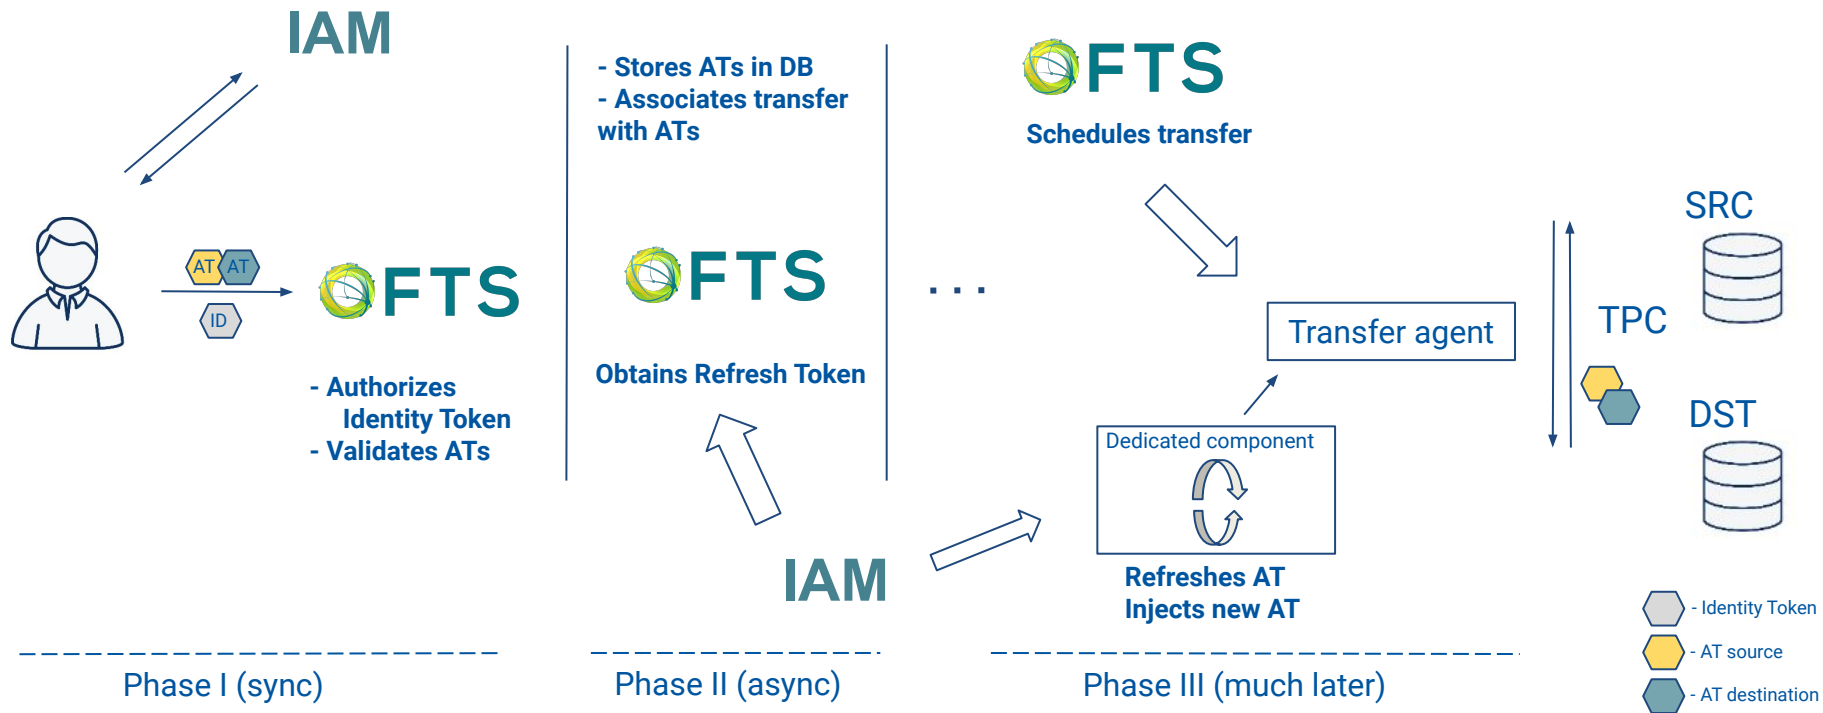 IAM
AT AT
ID
FTS
- Authorizes
Identity Token
- Validates ATs
Phase I (sync)
- Stores ATs in DB
- Associates transfer
with ATs
FTS
Obtains Refresh Token
IAM
Phase II (async)
...
FTS
Schedules transfer
Transfer agent
Dedicated component
Refreshes AT
Injects new AT
Phase III (much later)
SRC
TPC
DST
- Identity Token
- AT source
- AT destination